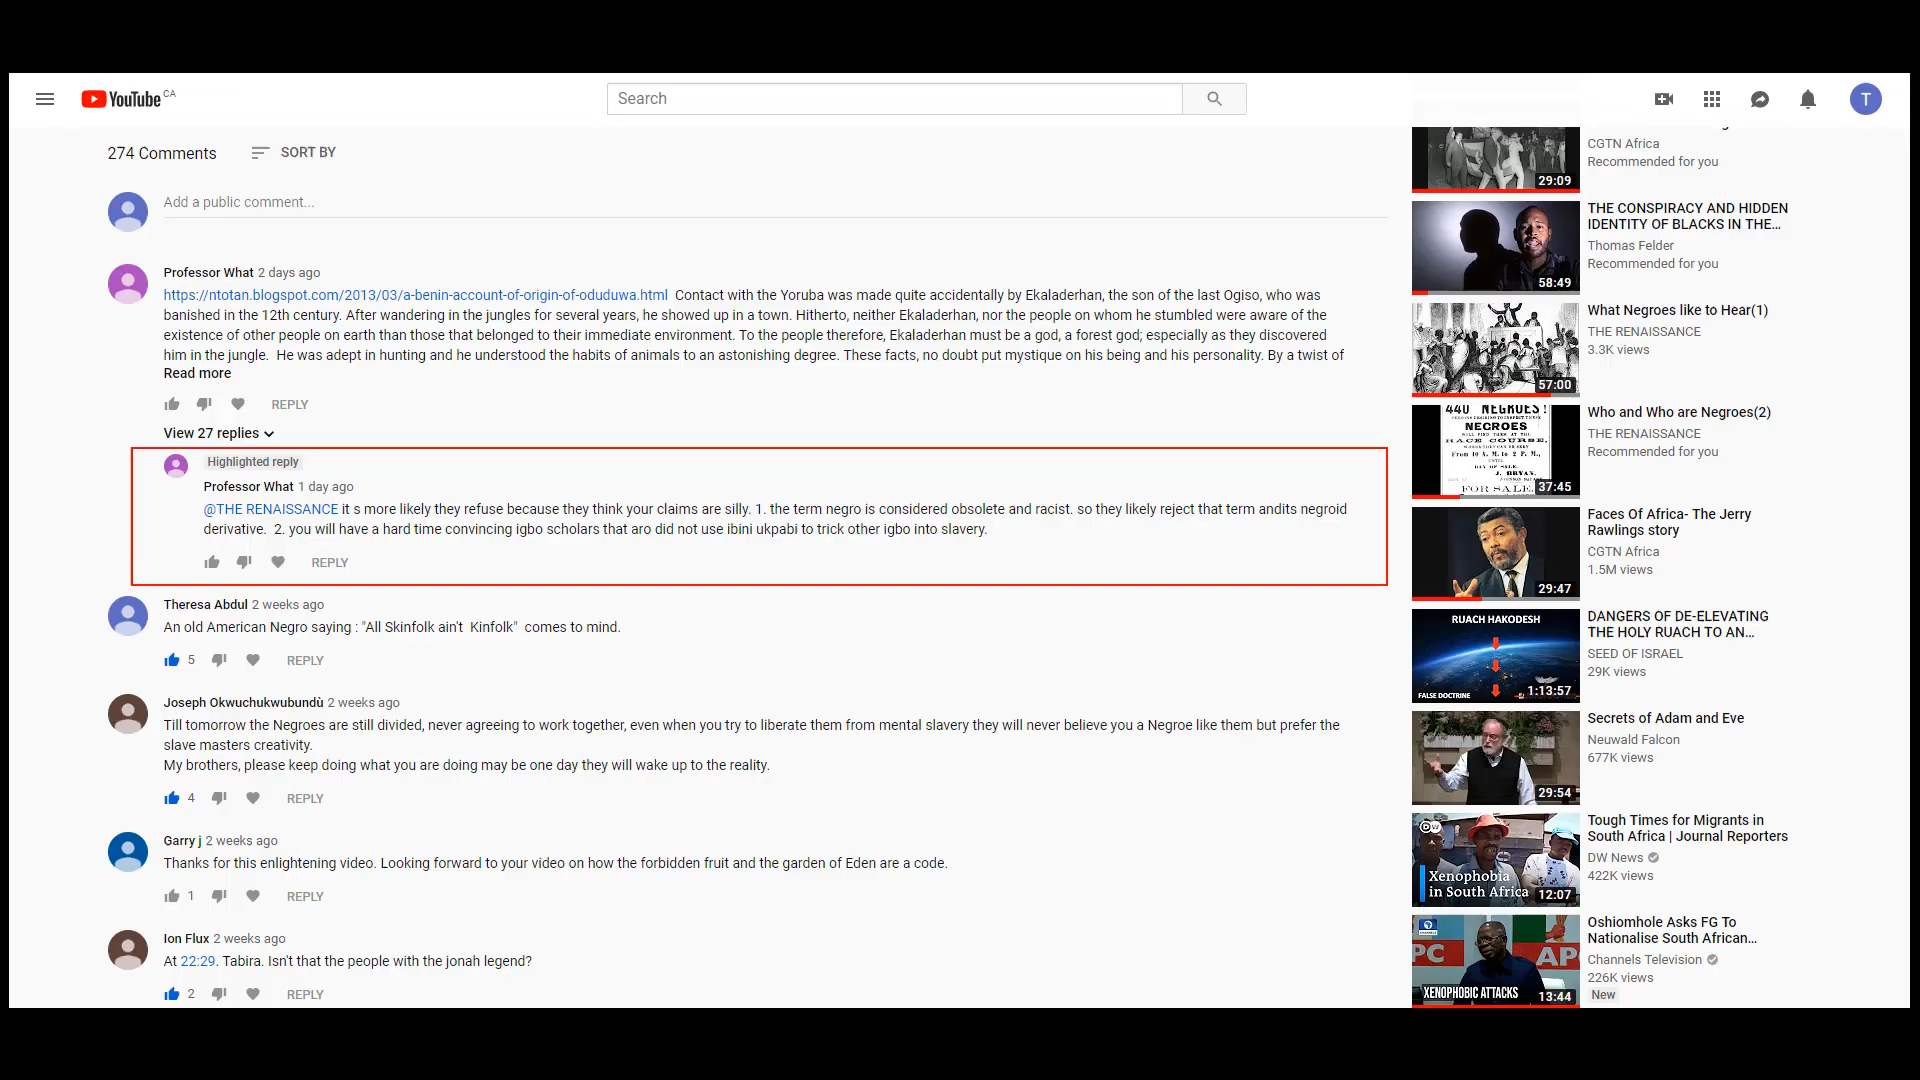 YouTube CA
Search
T
274 Comments
SORT BY
Add a public comment...
Professor What 2 days ago
https://ntotan.blogspot.com/2013/03/a-benin-account-of-origin-of-oduduwa.html Contact with the Yoruba was made quite accidentally by Ekaladerhan, the son of the last Ogiso, who was
banished in the 12th century. After wandering in the jungles for several years, he showed up in a town. Hitherto, neither Ekaladerhan, nor the people on whom he stumbled were aware of the
existence of other people on earth than those that belonged to their immediate environment. To the people therefore, Ekaladerhan must be a god, a forest god; especially as they discovered
him in the jungle. He was adept in hunting and he understood the habits of animals to an astonishing degree. These facts, no doubt put mystique on his being and his personality. By a twist of
Read more
REPLY
View 27 replies
Highlighted reply
Professor What 1 day ago
@THE RENAISSANCE it s more likely they refuse because they think your claims are silly. 1. the term negro is considered obsolete and racist. so they likely reject that term andits negroid
derivative. 2. you will have a hard time convincing igbo scholars that aro did not use ibini ukpabi to trick other igbo into slavery.
REPLY
Theresa Abdul 2 weeks ago
An old American Negro saying : "All Skinfolk ain't Kinfolk" comes to mind.
5 REPLY
Joseph Okwuchukwubundù 2 weeks ago
Till tomorrow the Negroes are still divided, never agreeing to work together, even when you try to liberate them from mental slavery they will never believe you a Negroe like them but prefer the
slave masters creativity.
My brothers, please keep doing what you are doing may be one day they will wake up to the reality.
4 REPLY
Garry j 2 weeks ago
Thanks for this enlightening video. Looking forward to your video on how the forbidden fruit and the garden of Eden are a code.
1 REPLY
Ion Flux 2 weeks ago
At 22:29. Tabira. Isn't that the people with the jonah legend?
2 REPLY
CGTN Africa
Recommended for you
29:09
THE CONSPIRACY AND HIDDEN
IDENTITY OF BLACKS IN THE...
Thomas Felder
Recommended for you
58:49
What Negroes like to Hear(1)
THE RENAISSANCE
3.3K views
57:00
440 NEGROES!
NEGROES
RACE COURSE,
From 10 A. M. to 2 P. M.,
DAY OF SALE.
J. BRYAN,
FOR SALE,
37:45
Who and Who are Negroes(2)
THE RENAISSANCE
Recommended for you
Faces Of Africa- The Jerry
Rawlings story
CGTN Africa
1.5M views
29:47
RUACH HAKODESH
FALSE DOCTRINE
1:13:57
DANGERS OF DE-ELEVATING
THE HOLY RUACH TO AN...
SEED OF ISRAEL
29K views
Secrets of Adam and Eve
Neuwald Falcon
677K views
29:54
DW
Xenophobia
in South Africa
12:07
Tough Times for Migrants in
South Africa | Journal Reporters
DW News
422K views
PC
APC
XENOPHOBIC ATTACKS
13:44
Oshiomhole Asks FG To
Nationalise South African...
Channels Television
226K views
New